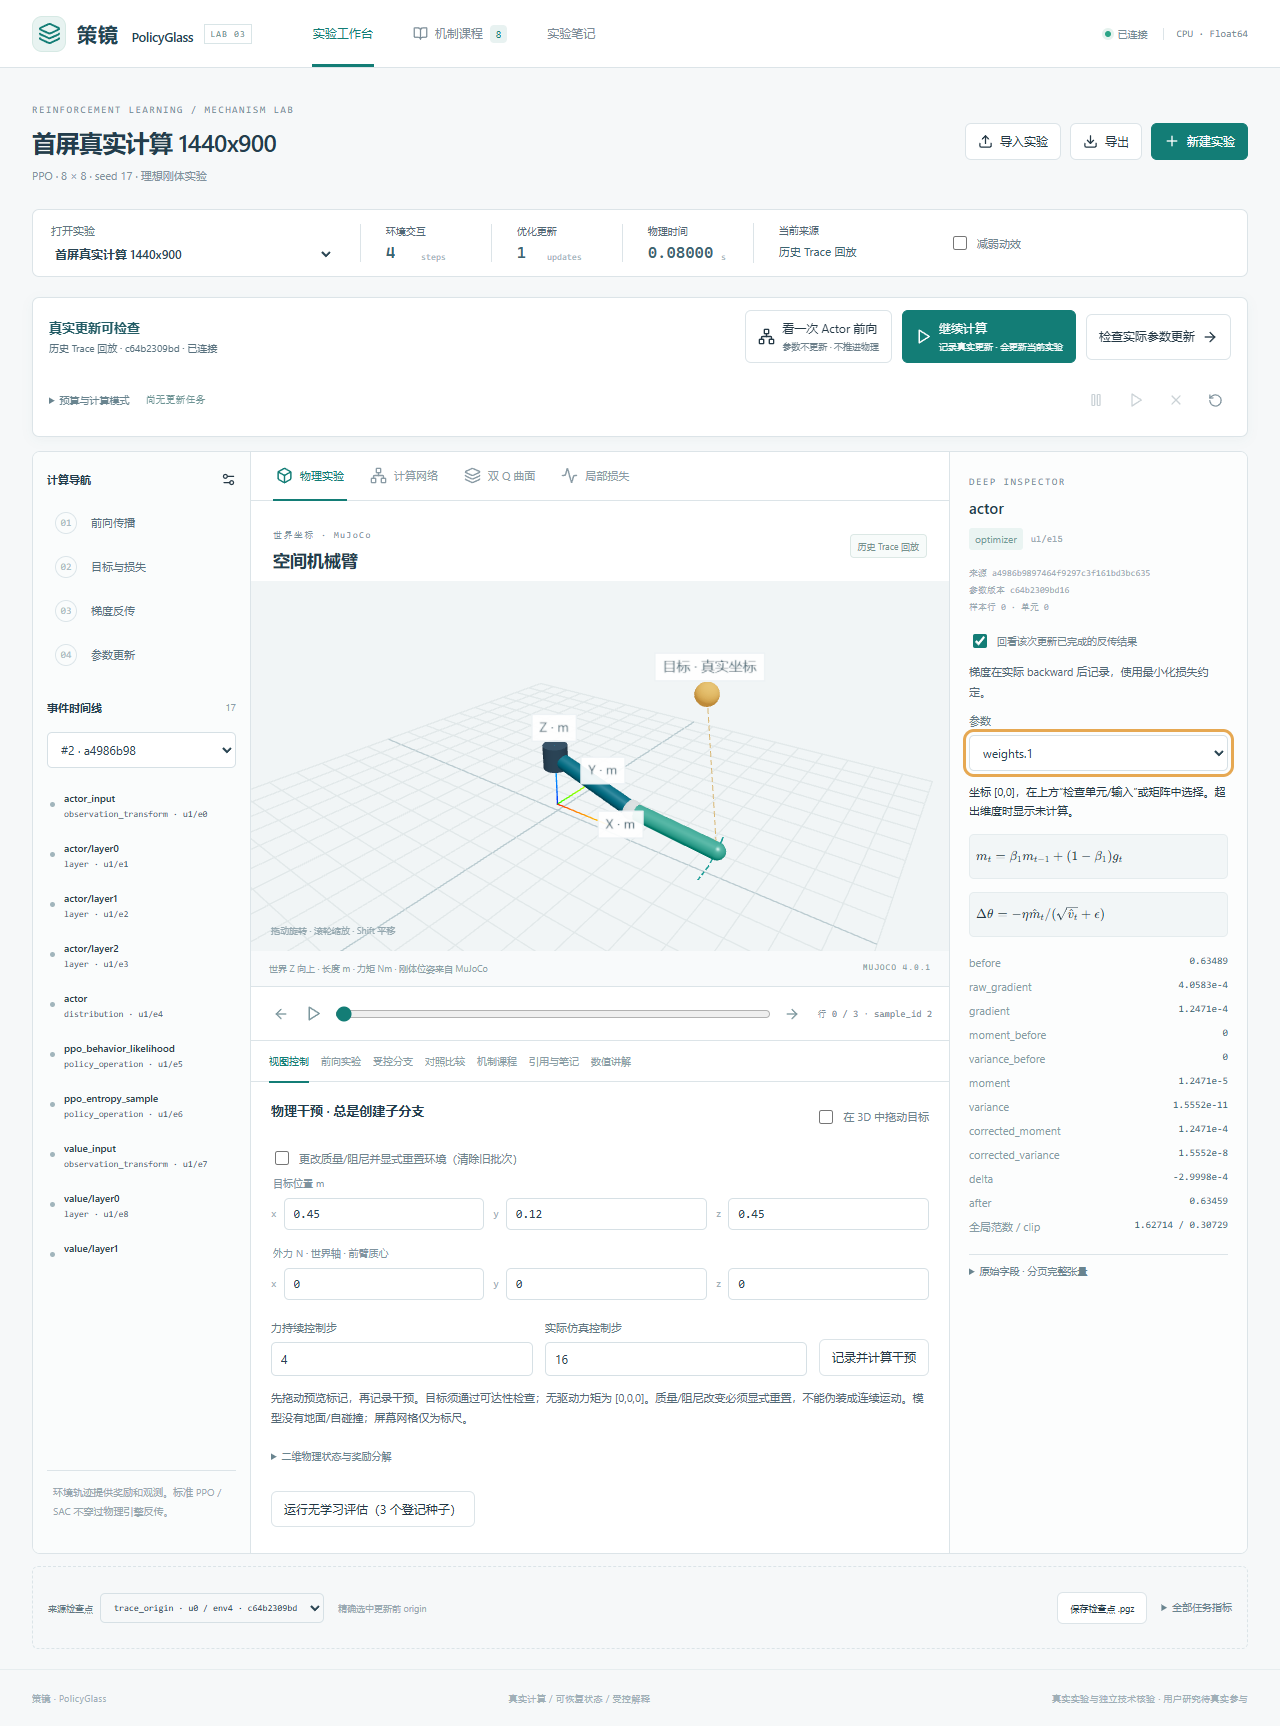 策镜 PolicyGlass LAB 03
实验工作台
机制课程 8
实验笔记
已连接
CPU · Float64
REINFORCEMENT LEARNING / MECHANISM LAB
首屏真实计算 1440x900
PPO · 8 × 8 · seed 17 · 理想刚体实验
导入实验
导出
新建实验
打开实验
首屏真实计算 1440x900
环境交互
4 steps
优化更新
1 updates
物理时间
0.08000 s
当前来源
历史 Trace 回放
减弱动效
真实更新可检查
历史 Trace 回放 · c64b2309bd · 已连接
看一次 Actor 前向
参数不更新 · 不推进物理
继续计算
记录真实更新 · 会更新当前实验
检查实际参数更新
预算与计算模式
尚无更新任务
计算导航
01 前向传播
02 目标与损失
03 梯度反传
04 参数更新
事件时间线 17
#2 · a4986b98
actor_input
observation_transform · u1/e0
actor/layer0
layer · u1/e1
actor/layer1
layer · u1/e2
actor/layer2
layer · u1/e3
actor
distribution · u1/e4
ppo_behavior_likelihood
policy_operation · u1/e5
ppo_entropy_sample
policy_operation · u1/e6
value_input
observation_transform · u1/e7
value/layer0
layer · u1/e8
value/layer1
环境轨迹提供奖励和观测。标准 PPO /
SAC 不穿过物理引擎反传。
物理实验
计算网络
双 Q 曲面
局部损失
世界坐标 · MuJoCo
空间机械臂
历史 Trace 回放
目标 · 真实坐标
Z · m
Y · m
X · m
拖动旋转 · 滚轮缩放 · Shift 平移
世界 Z 向上 · 长度 m · 力矩 Nm · 刚体位姿来自 MuJoCo
MUJOCO 4.0.1
行 0 / 3 · sample_id 2
视图控制
前向实验
受控分支
对照比较
机制课程
引用与笔记
数值讲解
物理干预 · 总是创建子分支
在 3D 中拖动目标
更改质量/阻尼并显式重置环境（清除旧批次）
目标位置 m
x 0.45
y 0.12
z 0.45
外力 N · 世界轴 · 前臂质心
x 0
y 0
z 0
力持续控制步
4
实际仿真控制步
16
记录并计算干预
先拖动预览标记，再记录干预。目标须通过可达性检查；无驱动力矩为 [0,0,0]。质量/阻尼改变必须显式重置，不能伪装成连续运动。模
型没有地面/自碰撞；屏幕网格仅为标尺。
二维物理状态与奖励分解
运行无学习评估（3 个登记种子）
DEEP INSPECTOR
actor
optimizer u1/e15
来源 a4986b9897464f9297c3f161bd3bc635
参数版本 c64b2309bd16
样本行 0 · 单元 0
回看该次更新已完成的反传结果
梯度在实际 backward 后记录，使用最小化损失约
定。
参数
weights.1
坐标 [0,0]，在上方“检查单元/输入”或矩阵中选择。超
出维度时显示未计算。
m_t = β_1 m_{t−1} + (1 − β_1) g_t
Δθ = −η m̂_t/(√v̂_t + ϵ)
before 0.63489
raw_gradient 4.0583e-4
gradient 1.2471e-4
moment_before 0
variance_before 0
moment 1.2471e-5
variance 1.5552e-11
corrected_moment 1.2471e-4
corrected_variance 1.5552e-8
delta -2.9998e-4
after 0.63459
全局范数 / clip 1.62714 / 0.30729
原始字段 · 分页完整张量
来源检查点
trace_origin · u0 / env4 · c64b2309bd
精确选中更新前 origin
保存检查点 .pgz
全部任务指标
策镜 · PolicyGlass
真实计算 / 可恢复状态 / 受控解释
真实实验与独立技术核验 · 用户研究待真实参与